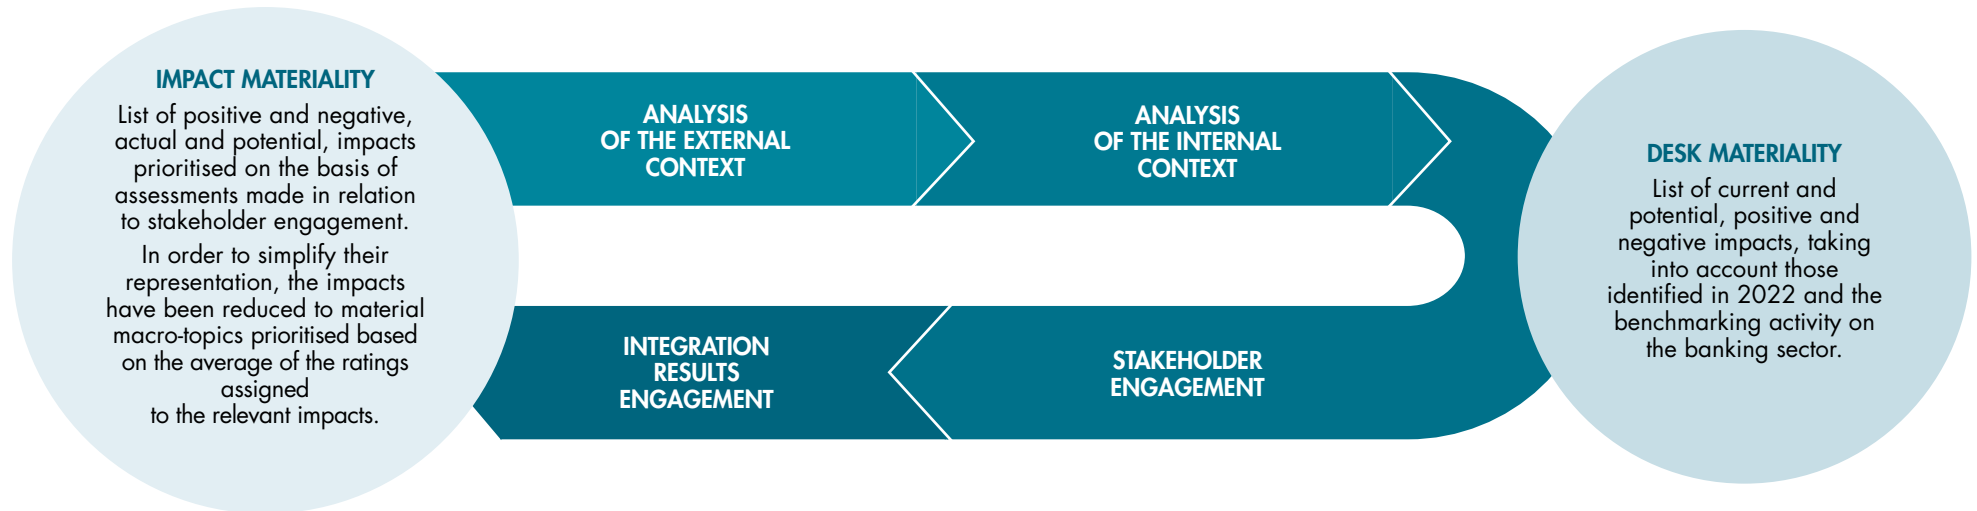 IMPACT MATERIALITY
List of positive and negative,
actual and potential, impacts
prioritised on the basis of
assessments made in relation
to stakeholder engagement.
In order to simplify their
representation, the impacts
have been reduced to material
macro-topics prioritised based
on the average of the ratings
assigned
to the relevant impacts.
ANALYSIS
OF THE EXTERNAL
CONTEXT
ANALYSIS
OF THE INTERNAL
CONTEXT
DESK MATERIALITY
List of current and
potential, positive and
negative impacts, taking
into account those
identified in 2022 and the
benchmarking activity on
the banking sector.
STAKEHOLDER
ENGAGEMENT
INTEGRATION
RESULTS
ENGAGEMENT